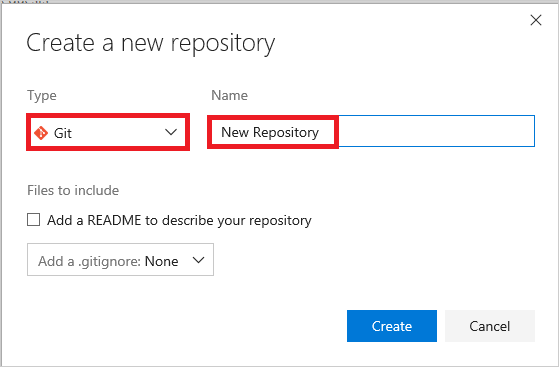 Create a new repository
Type Name
Git New Repository
Files to include
Add a README to describe your repository
Add a .gitignore: None
Create Cancel